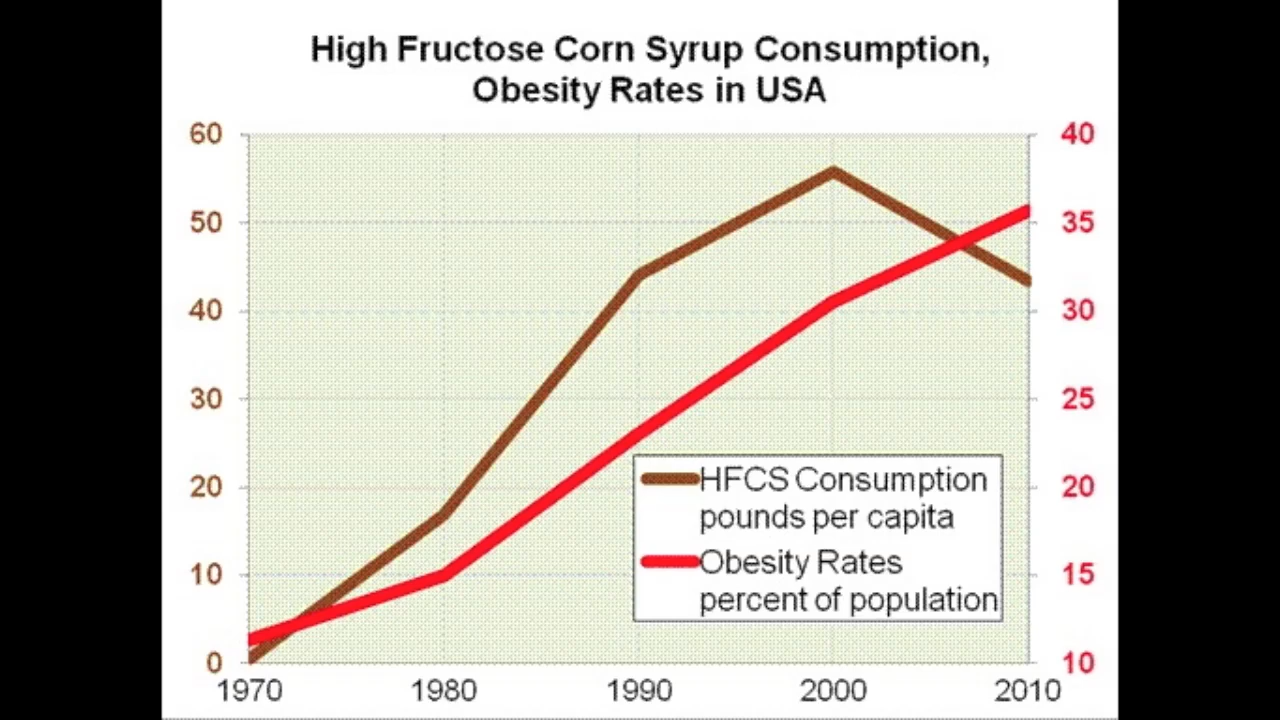 High Fructose Corn Syrup Consumption,
Obesity Rates in USA
60
50
40
30
20
10
0
40
35
30
25
20
15
10
HFCS Consumption
pounds per capita
Obesity Rates
percent of population
1970 1980 1990 2000 2010